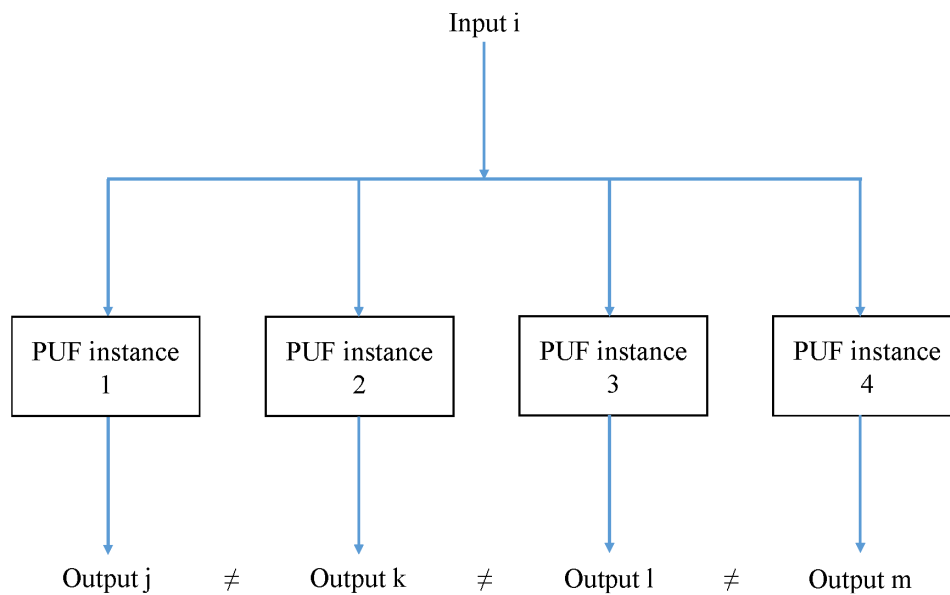 Input i
PUF instance
1
PUF instance
2
PUF instance
3
PUF instance
4
Output j ≠ Output k ≠ Output l ≠ Output m